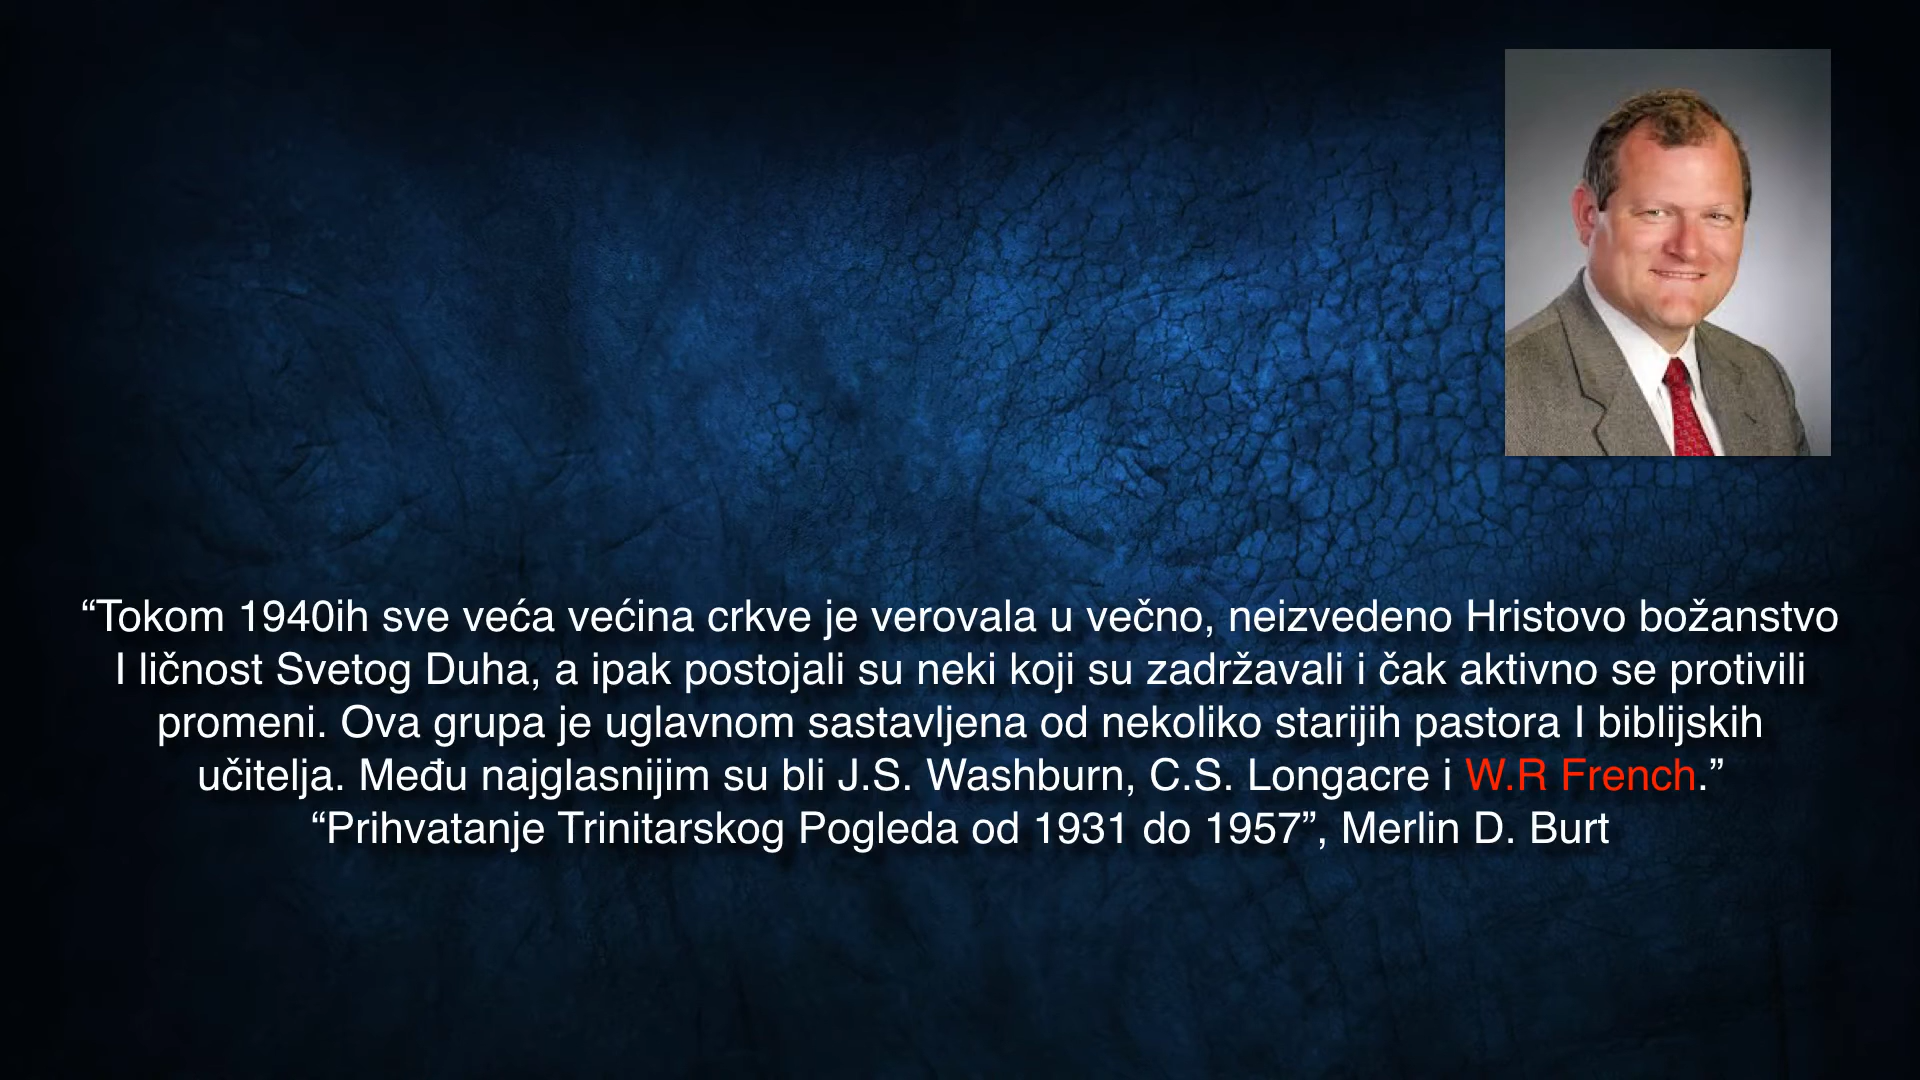 “Tokom 1940ih sve veća većina crkve je verovala u večno, neizvedeno Hristovo božanstvo
I ličnost Svetog Duha, a ipak postojali su neki koji su zadržavali i čak aktivno se protivili
promeni. Ova grupa je uglavnom sastavljena od nekoliko starijih pastora I biblijskih
učitelja. Među najglasnijim su bli J.S. Washburn, C.S. Longacre i W.R French.”
“Prihvatanje Trinitarskog Pogleda od 1931 do 1957”, Merlin D. Burt